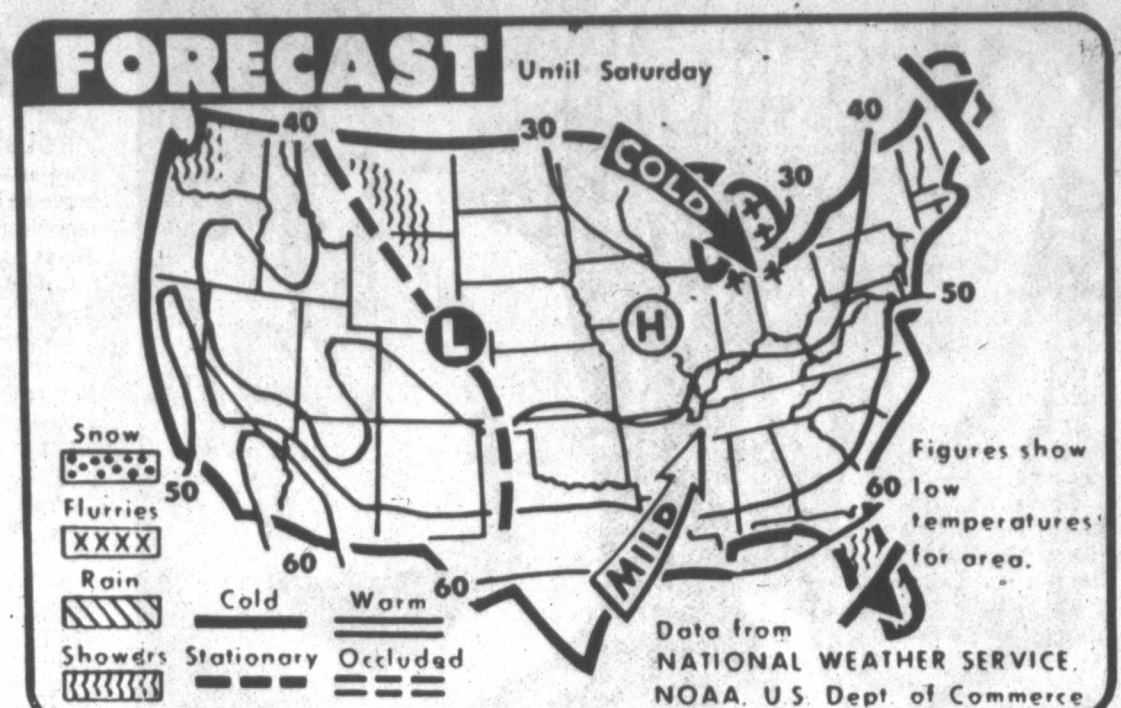 FORECAST
Until Saturday
40
30
40
COLD
30
50
L
H
Snow
50
Flurries
XXXX
Rain
Showers
60
60
Cold
Warm
Stationary
Occluded
MILD
60
Figures show
low
temperatures
for area.
Data from
NATIONAL WEATHER SERVICE,
NOAA, U.S. Dept. of Commerce